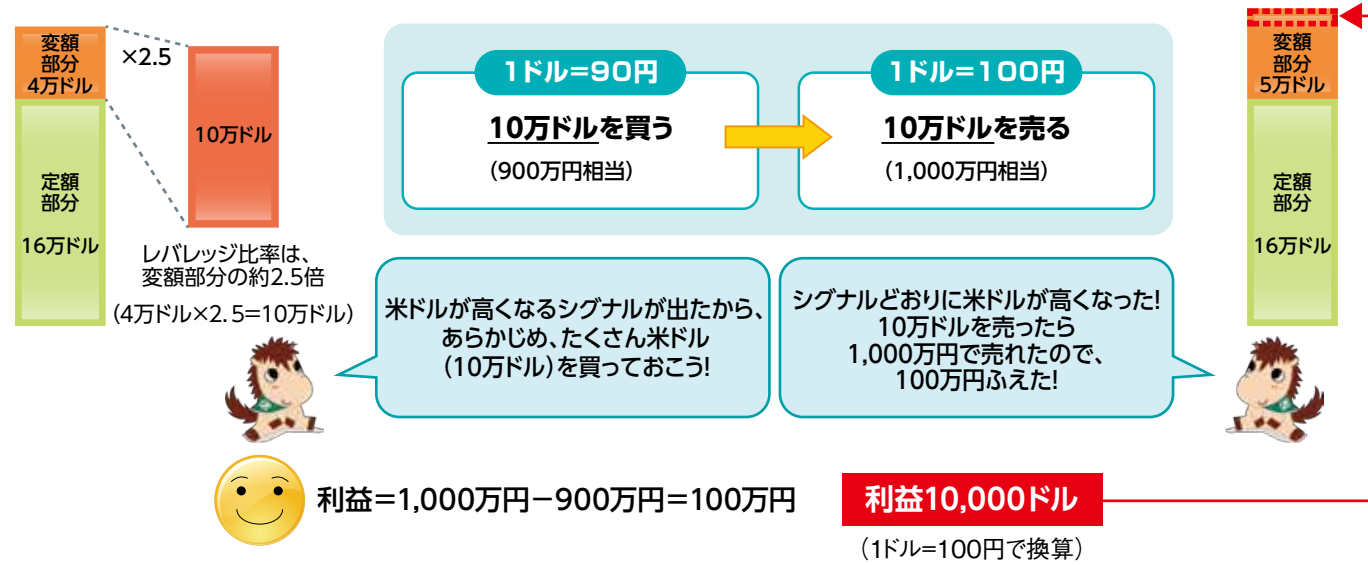 変額
部分
4万ドル
定額
部分
16万ドル
×2.5
10万ドル
レバレッジ比率は、
変額部分の約2.5倍
(4万ドル×2.5=10万ドル)
1ドル=90円
10万ドルを買う
(900万円相当)
1ドル=100円
10万ドルを売る
(1,000万円相当)
米ドルが高くなるシグナルが出たから、
あらかじめ、たくさん米ドル
(10万ドル)を買っておこう!
シグナルどおりに米ドルが高くなった!
10万ドルを売ったら
1,000万円で売れたので、
100万円ふえた!
変額
部分
5万ドル
定額
部分
16万ドル
利益=1,000万円-900万円=100万円
利益10,000ドル
(1ドル=100円で換算)